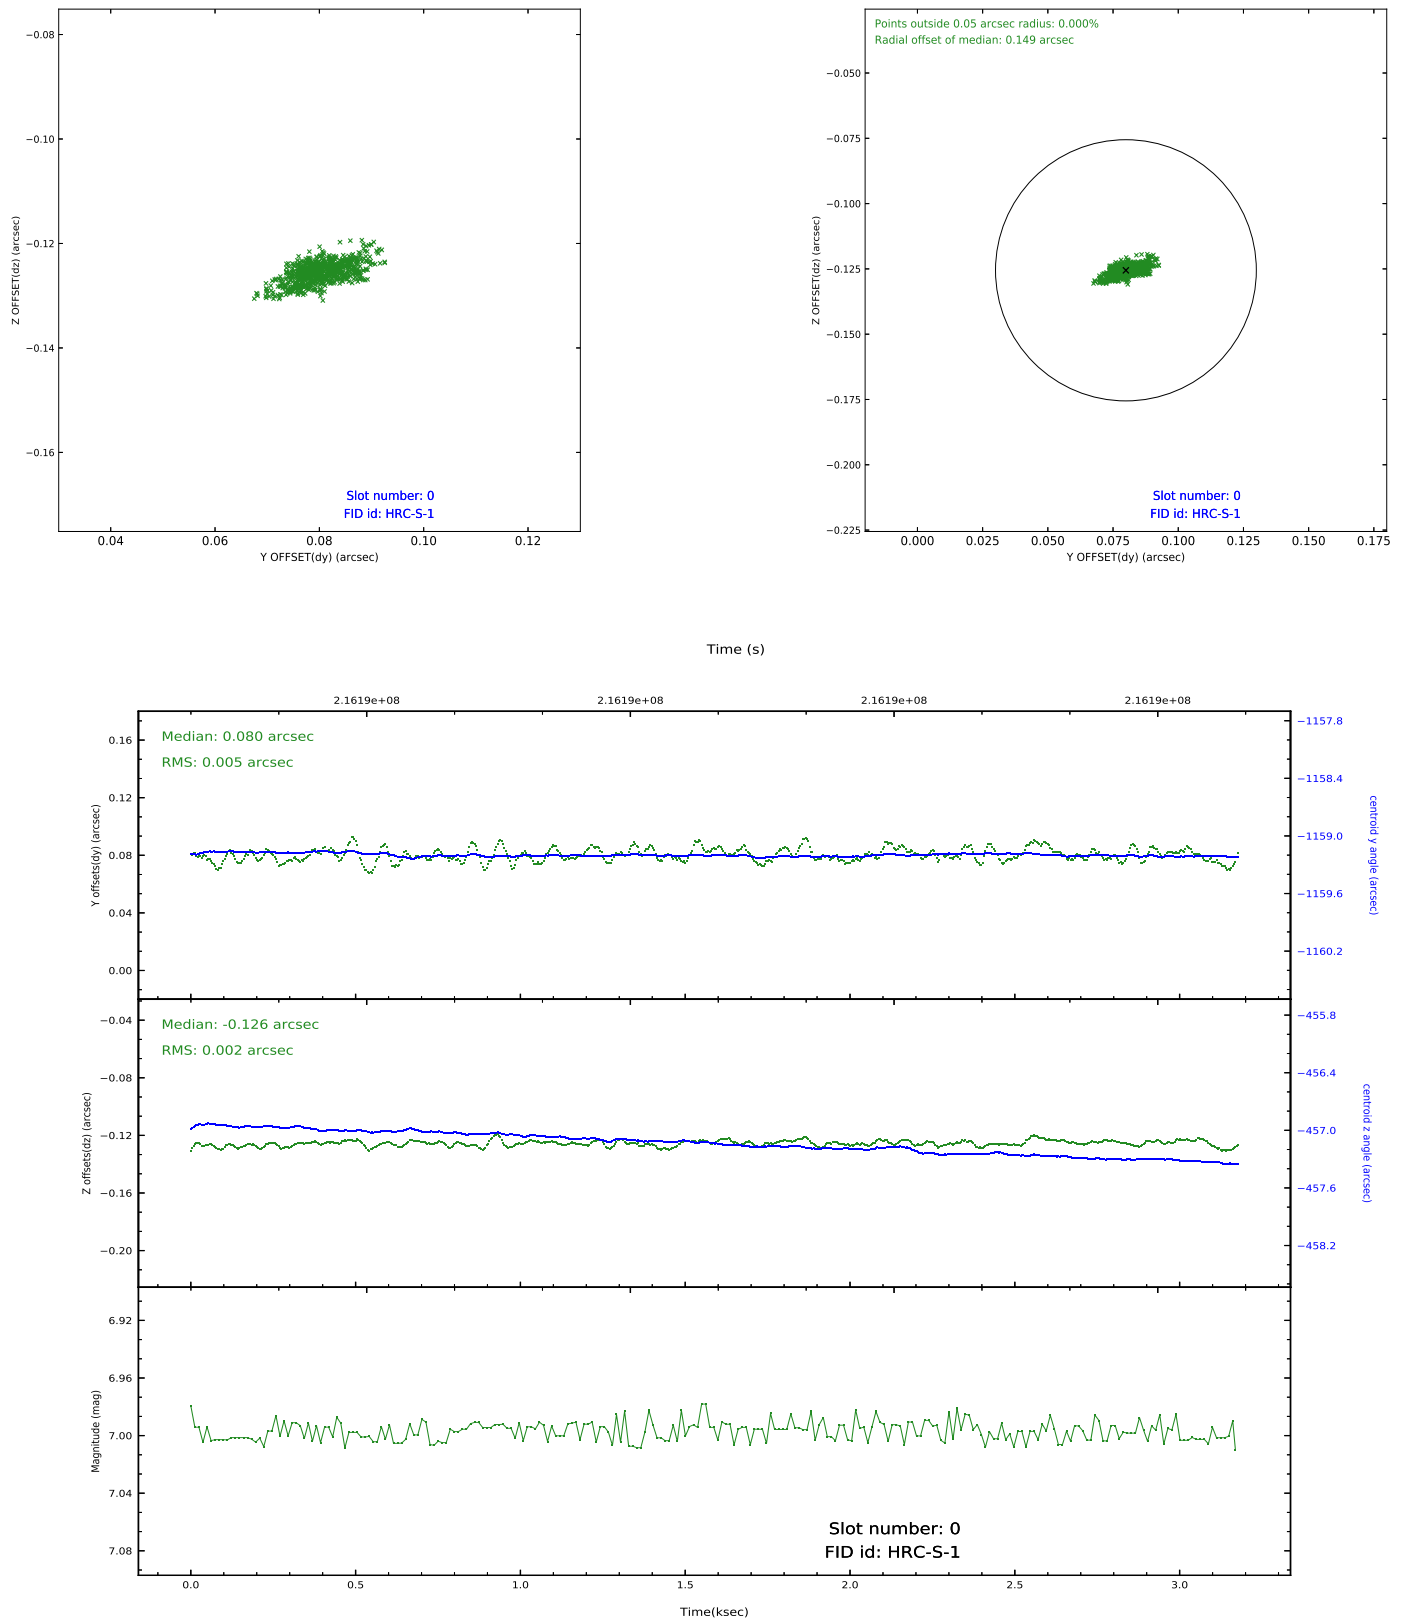 −0.08
−0.10
−0.12
−0.14
−0.16
Z OFFSET(dz) (arcsec)
Slot number: 0
FID id: HRC-S-1
0.04 0.06 0.08 0.10 0.12
Y OFFSET(dy) (arcsec)
Points outside 0.05 arcsec radius: 0.000%
Radial offset of median: 0.149 arcsec
−0.050
−0.075
−0.100
−0.125
−0.150
−0.175
−0.200
−0.225
Z OFFSET(dz) (arcsec)
Slot number: 0
FID id: HRC-S-1
0.000 0.025 0.050 0.075 0.100 0.125 0.150 0.175
Y OFFSET(dy) (arcsec)
Time (s)
2.1619e+08 2.1619e+08 2.1619e+08 2.1619e+08
Median: 0.080 arcsec
RMS: 0.005 arcsec
0.16
0.12
0.08
0.04
0.00
Y offsets(dy) (arcsec)
−1157.8
−1158.4
−1159.0
−1159.6
−1160.2
centroid y angle (arcsec)
Median: -0.126 arcsec
RMS: 0.002 arcsec
−0.04
−0.08
−0.12
−0.16
−0.20
Z offsets(dz) (arcsec)
−455.8
−456.4
−457.0
−457.6
−458.2
centroid z angle (arcsec)
6.92
6.96
7.00
7.04
7.08
Magnitude (mag)
Slot number: 0
FID id: HRC-S-1
0.0 0.5 1.0 1.5 2.0 2.5 3.0
Time(ksec)